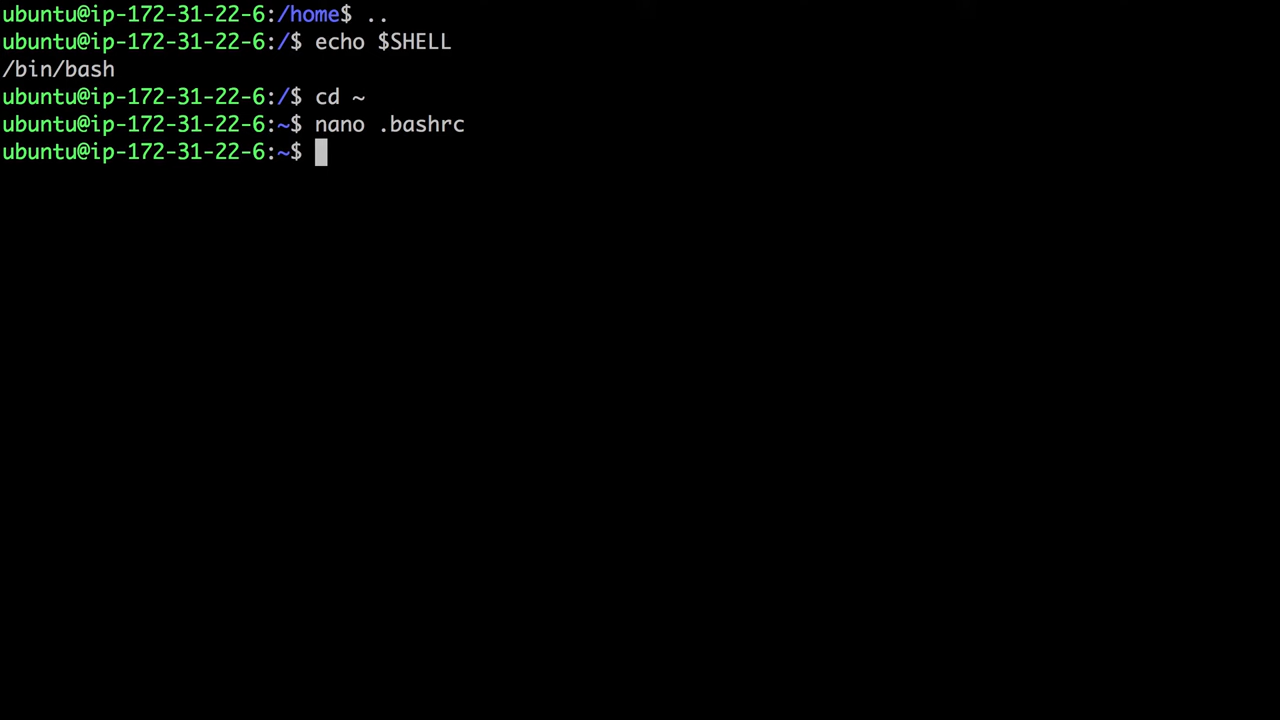 ubuntu@ip-172-31-22-6:/home$ ..
ubuntu@ip-172-31-22-6:/$ echo $SHELL
/bin/bash
ubuntu@ip-172-31-22-6:/$ cd ~
ubuntu@ip-172-31-22-6:~$ nano .bashrc
ubuntu@ip-172-31-22-6:~$